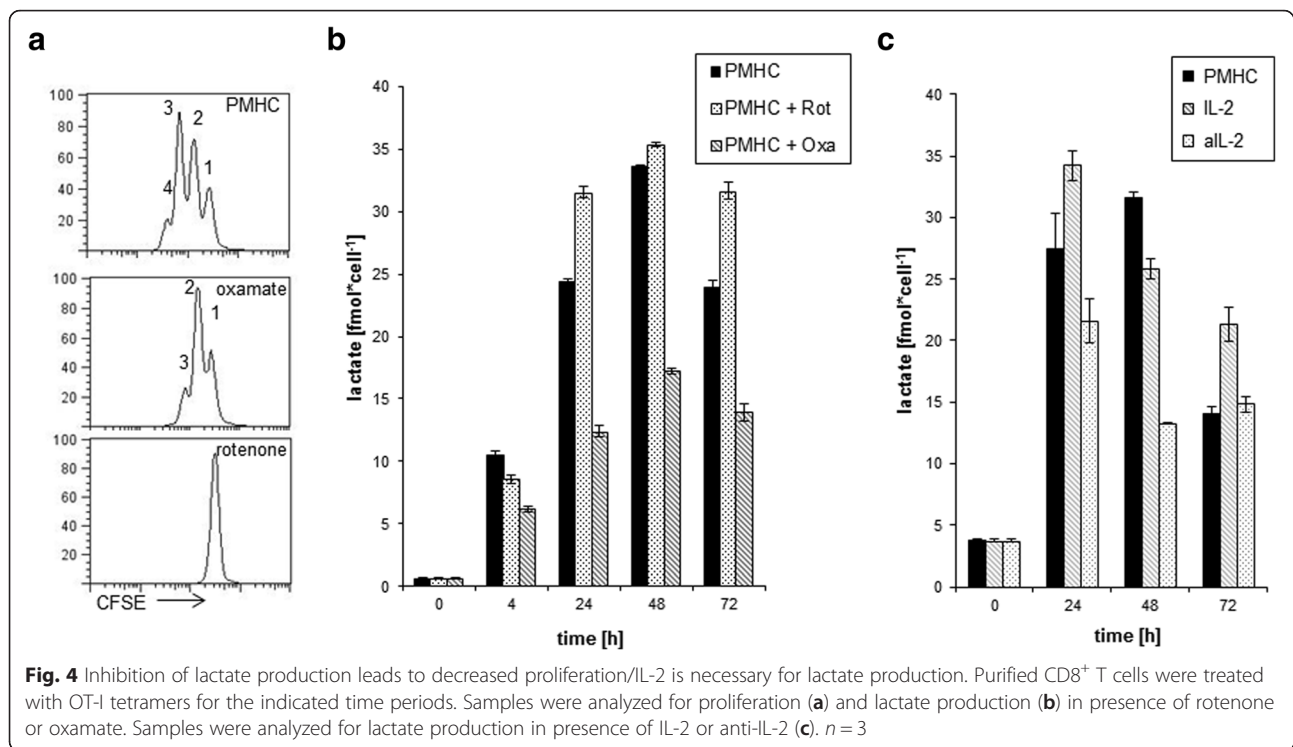 a
100
80
60
40
20
PMHC
3
2
1
4
100
80
60
40
20
oxamate
2
1
3
100
80
60
40
20
rotenone
CFSE
b
PMHC
PMHC + Rot
PMHC + Oxa
lactate [fmol*cell-1]
40
35
30
25
20
15
10
5
0
0 4 24 48 72
time [h]
c
PMHC
IL-2
aIL-2
lactate [fmol*cell-1]
40
35
30
25
20
15
10
5
0
0 24 48 72
time [h]
Fig. 4 Inhibition of lactate production leads to decreased proliferation/IL-2 is necessary for lactate production. Purified CD8+ T cells were treated
with OT-I tetramers for the indicated time periods. Samples were analyzed for proliferation (a) and lactate production (b) in presence of rotenone
or oxamate. Samples were analyzed for lactate production in presence of IL-2 or anti-IL-2 (c). n = 3